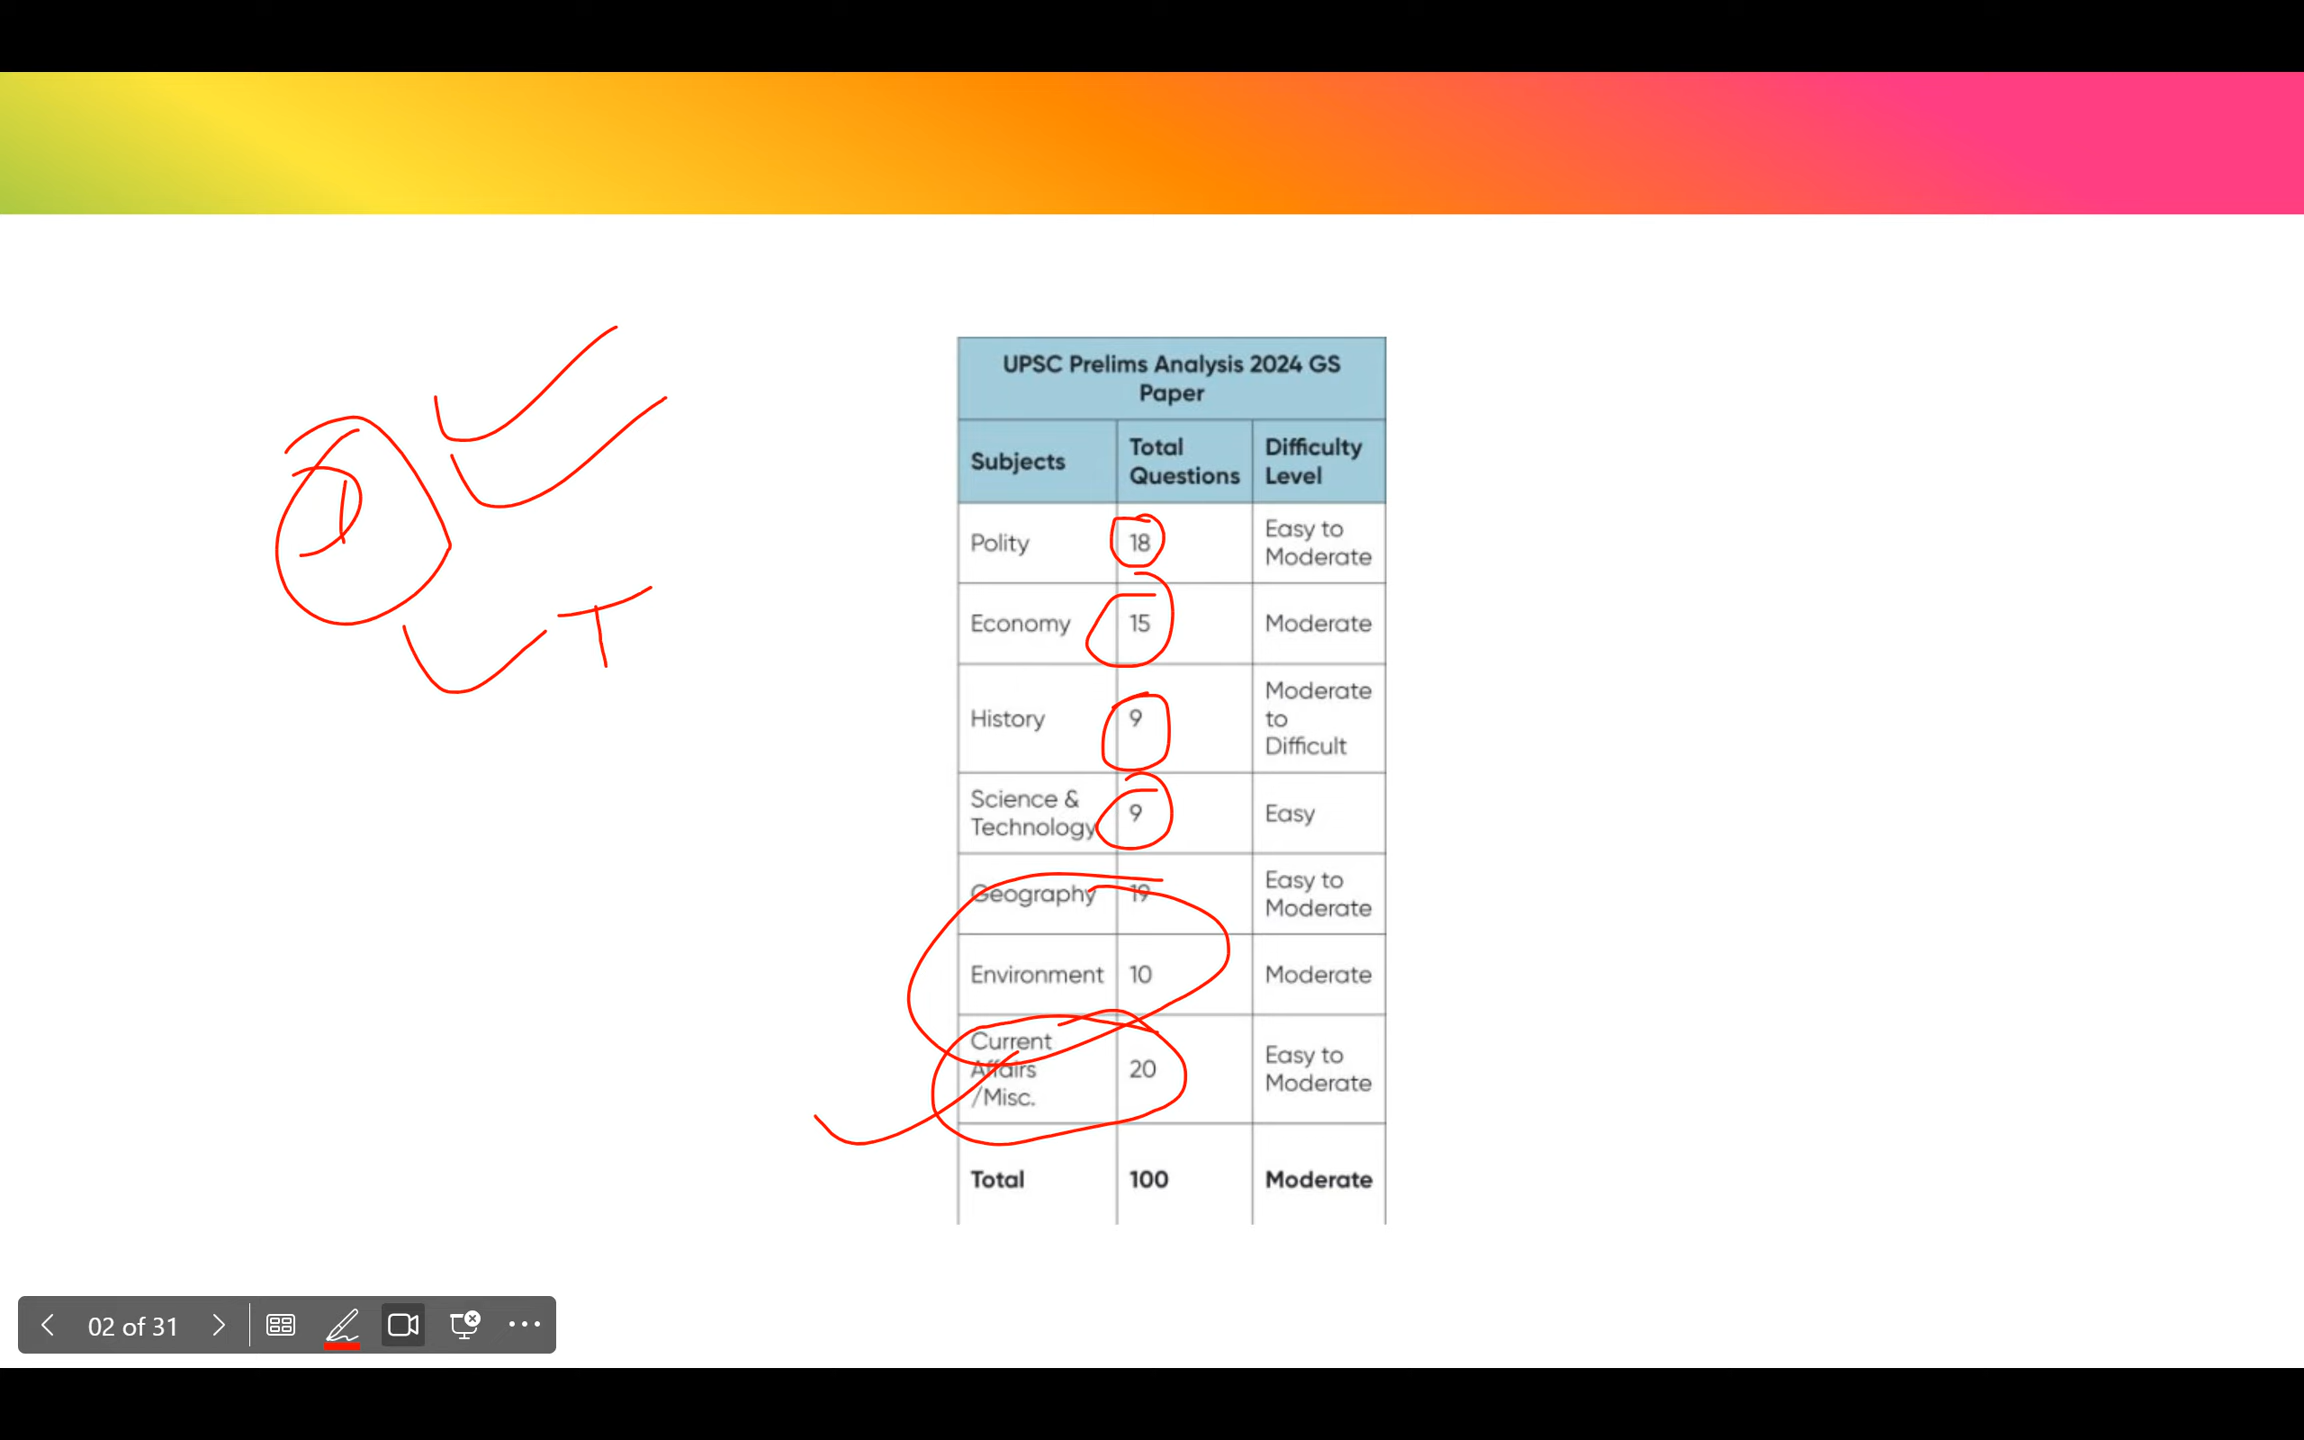 UPSC Prelims Analysis 2024 GS
Paper
Subjects Total Questions Difficulty Level
Polity 18 Easy to Moderate
Economy 15 Moderate
History 9 Moderate to Difficult
Science & Technology 9 Easy
Geography 19 Easy to Moderate
Environment 10 Moderate
Current Affairs /Misc. 20 Easy to Moderate
Total 100 Moderate
02 of 31